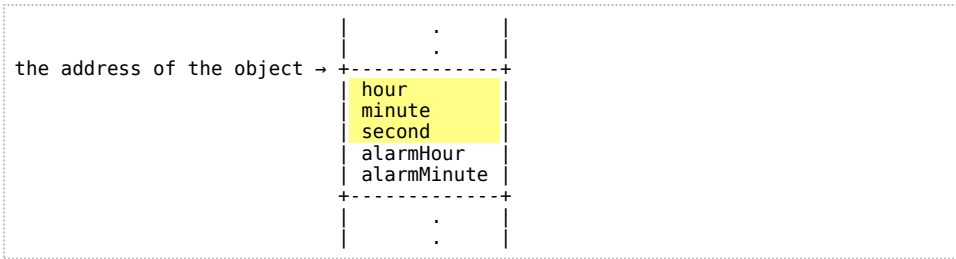 | . |
| . |
the address of the object → +-------------+
| hour |
| minute |
| second |
| alarmHour |
| alarmMinute |
+-------------+
| . |
| . |